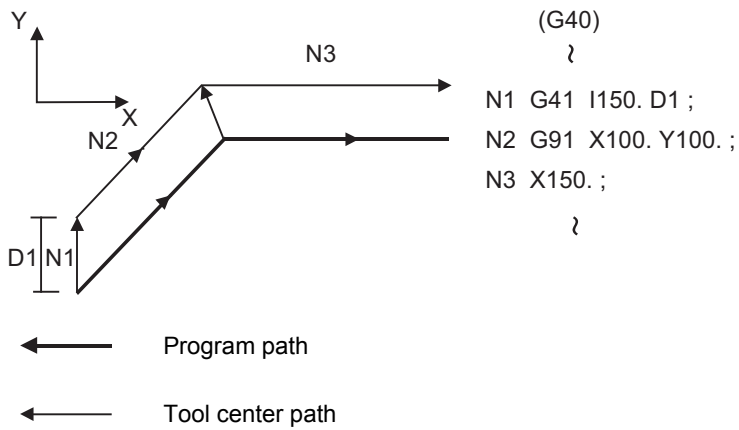 Y
X
N3
N2
D1
N1
(G40)
~
N1 G41 I150. D1 ;
N2 G91 X100. Y100. ;
N3 X150. ;
~
Program path
Tool center path